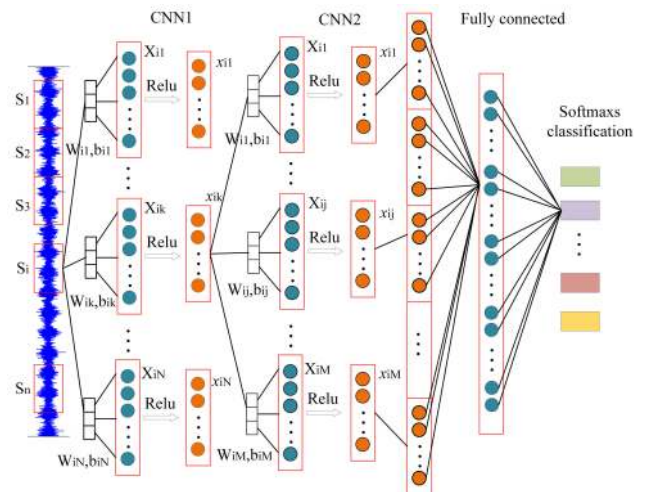 CNN1
CNN2
Fully connected
S1
S2
S3
Si
Sn
Xi1
Relu
xi1
Wi1,bi1
Xik
Relu
xik
Wik,bik
XiN
Relu
xiN
WiN,biN
Xi1
Relu
xi1
Wi1,bi1
Xij
Relu
xij
Wij,bij
XiM
Relu
xiM
WiM,biM
Softmaxs
classification